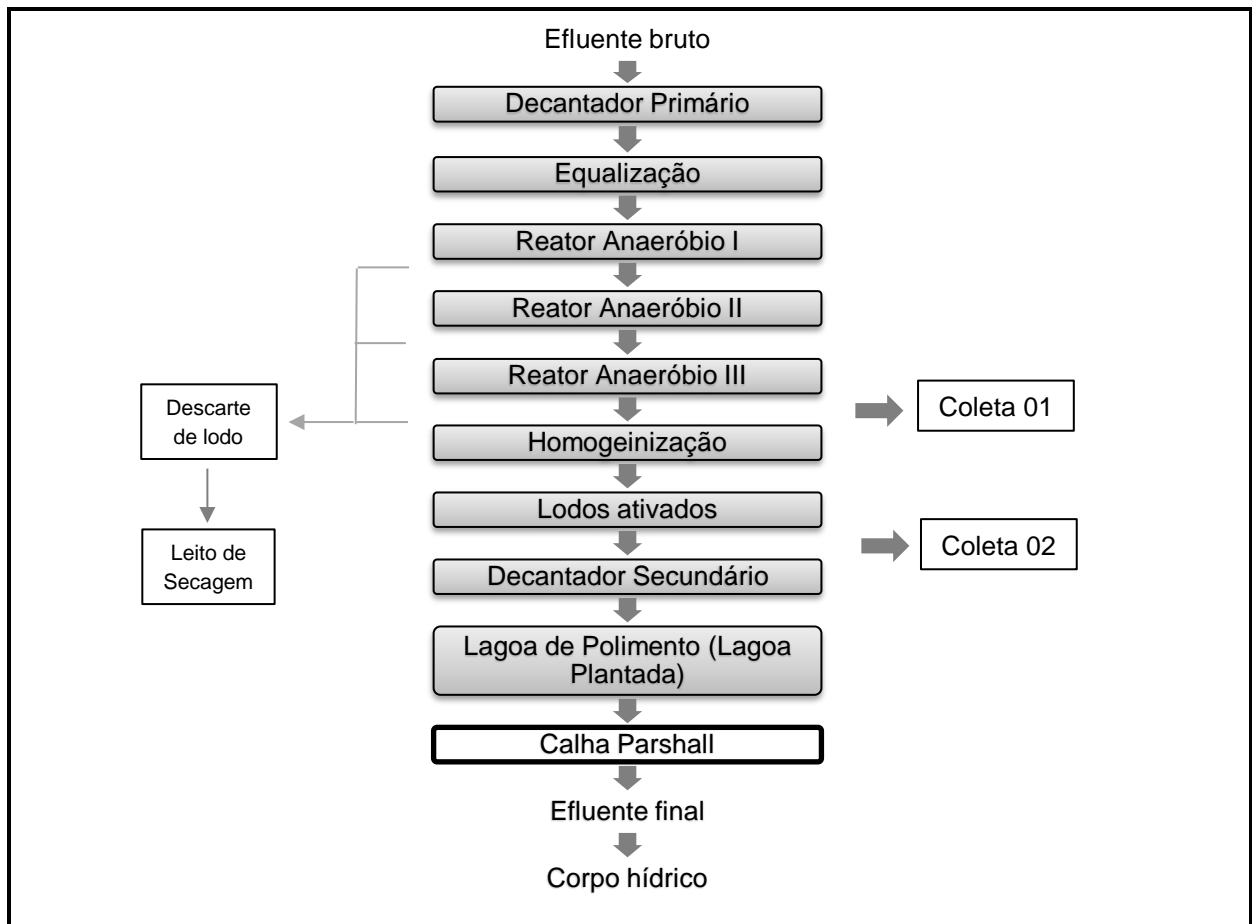 Efluente bruto
Decantador Primário
Equalização
Reator Anaeróbio I
Reator Anaeróbio II
Reator Anaeróbio III
Homogeinização
Lodos ativados
Decantador Secundário
Lagoa de Polimento (Lagoa
Plantada)
Calha Parshall
Efluente final
Corpo hídrico
Descarte
de lodo
Leito de
Secagem
Coleta 01
Coleta 02